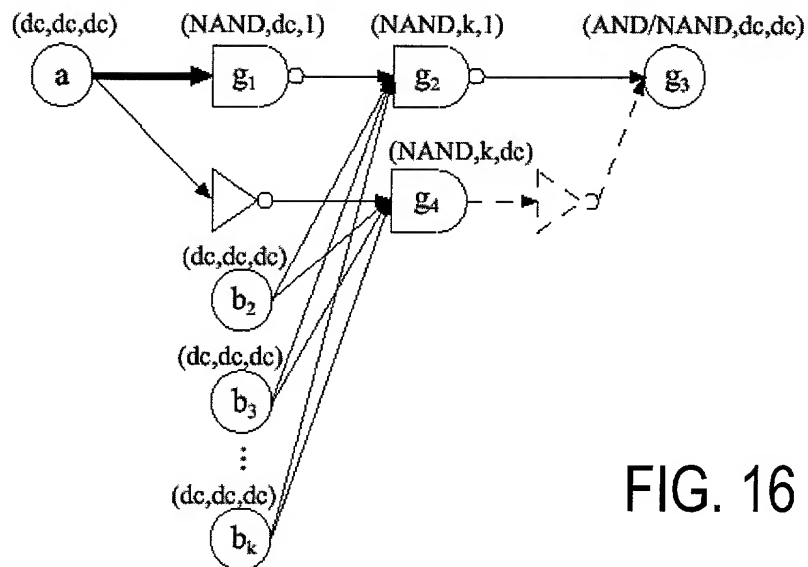 (dc,dc,dc) (NAND,dc,1) (NAND,k,1) (AND/NAND,dc,dc)
a g₁ g₂ g₃
(NAND,k,dc)
g₄
(dc,dc,dc)
b₂
(dc,dc,dc)
b₃
⋮
(dc,dc,dc)
bₖ
FIG. 16